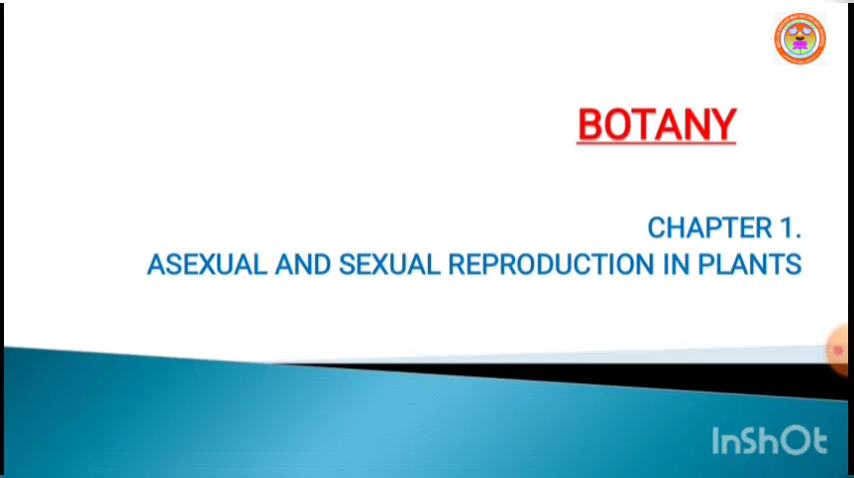 BOTANY
CHAPTER 1.
ASEXUAL AND SEXUAL REPRODUCTION IN PLANTS
InShOt